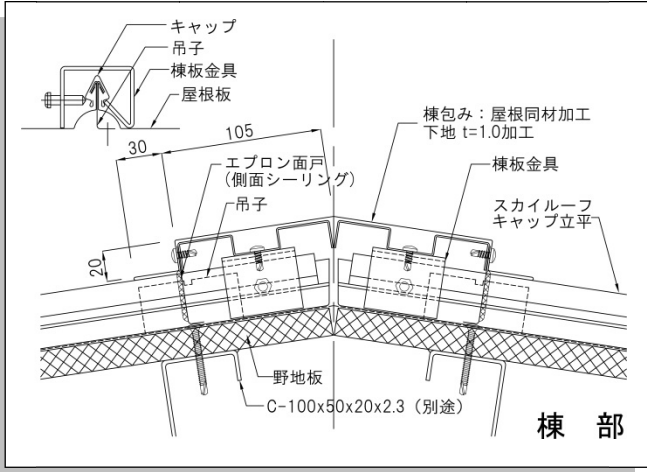 キャップ
吊子
棟板金具
屋根板
105
30
エプロン面戸
(側面シーリング)
吊子
20
棟包み:屋根同材加工
下地 t=1.0加工
棟板金具
スカイルーフ
キャップ立平
野地板
C-100x50x20x2.3(別途)
棟 部